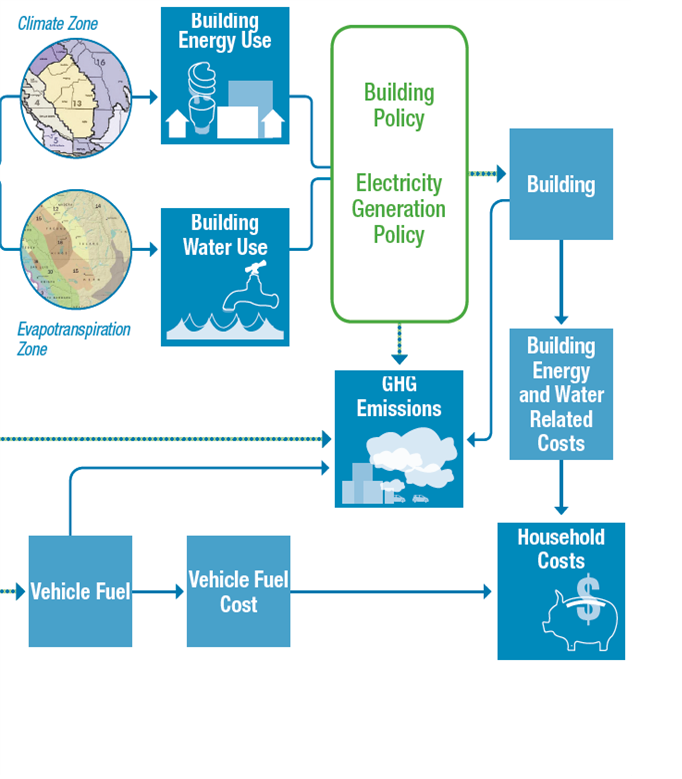 Climate Zone
Building
Energy Use
16
4
13
5
Building
Policy
Electricity
Generation
Policy
Building
Building
Water Use
Evapotranspiration
Zone
GHG
Emissions
Building
Energy
and Water
Related
Costs
Vehicle Fuel
Vehicle Fuel
Cost
Household
Costs
$